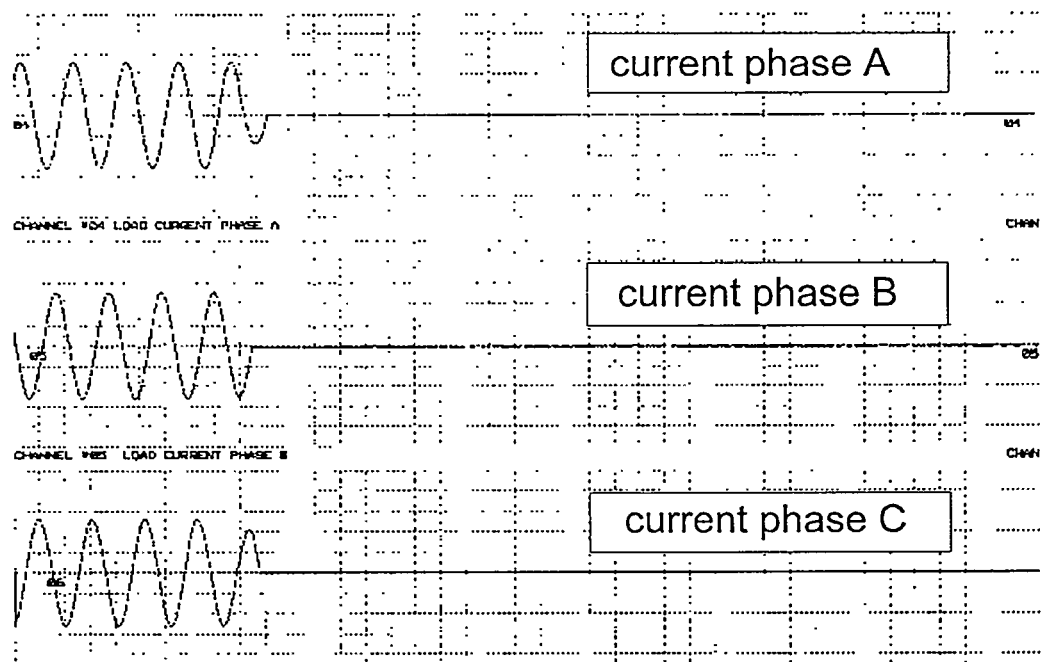 current phase A
04
04
CHANNEL #04 LOAD CURRENT PHASE A
CHAN
current phase B
05
05
CHANNEL #05 LOAD CURRENT PHASE B
CHAN
current phase C
06